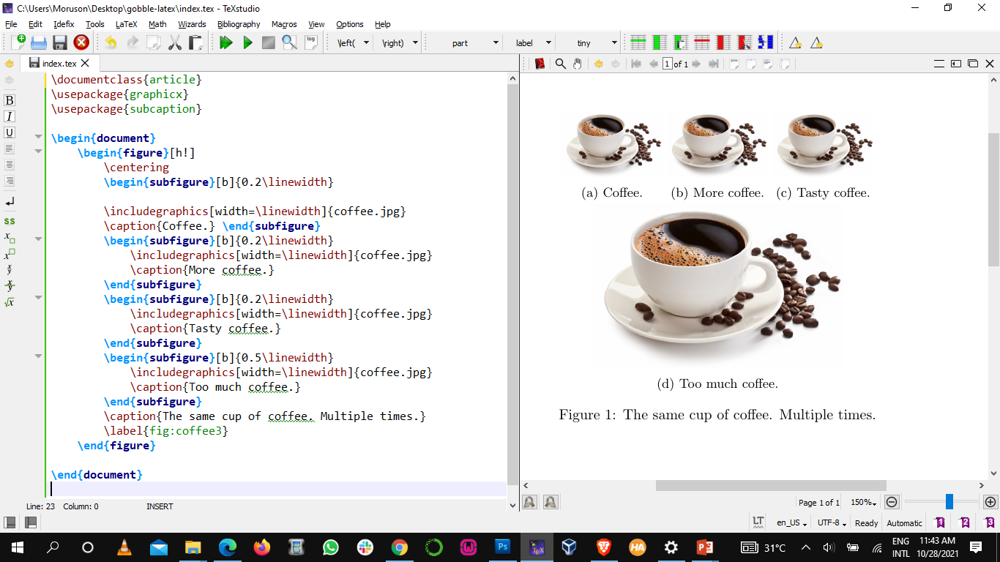 C:\Users\Moruson\Desktop\gobble-latex\index.tex - TeXstudio
File Edit Idefix Tools LaTeX Math Wizards Bibliography Macros View Options Help
log \left( \right) part label tiny
index.tex
1 of 1
\documentclass{article}
\usepackage{graphicx}
\usepackage{subcaption}
\begin{document}
\begin{figure}[h!]
\centering
\begin{subfigure}[b]{0.2\linewidth}
\includegraphics[width=\linewidth]{coffee.jpg}
\caption{Coffee.} \end{subfigure}
\begin{subfigure}[b]{0.2\linewidth}
\includegraphics[width=\linewidth]{coffee.jpg}
\caption{More coffee.}
\end{subfigure}
\begin{subfigure}[b]{0.2\linewidth}
\includegraphics[width=\linewidth]{coffee.jpg}
\caption{Tasty coffee.}
\end{subfigure}
\begin{subfigure}[b]{0.5\linewidth}
\includegraphics[width=\linewidth]{coffee.jpg}
\caption{Too much coffee.}
\end{subfigure}
\caption{The same cup of coffee. Multiple times.}
\label{fig:coffee3}
\end{figure}
\end{document}
(a) Coffee. (b) More coffee. (c) Tasty coffee.
(d) Too much coffee.
Figure 1: The same cup of coffee. Multiple times.
Line: 23 Column: 0 INSERT
Page 1 of 1 150%
LT en_US UTF-8 Ready Automatic 1 2 3
Ps TeX HA 31°C ENG 11:43 AM
INTL 10/28/2021